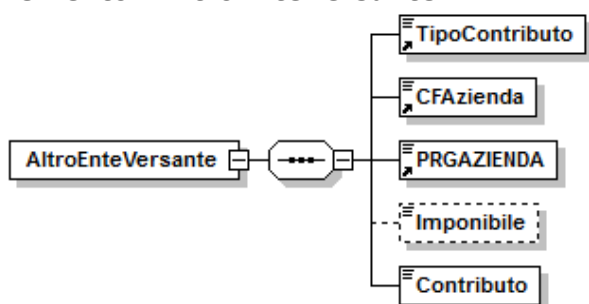 TipoContributo
CFAzienda
AltroEnteVersante
PRGAZIENDA
Imponibile
Contributo